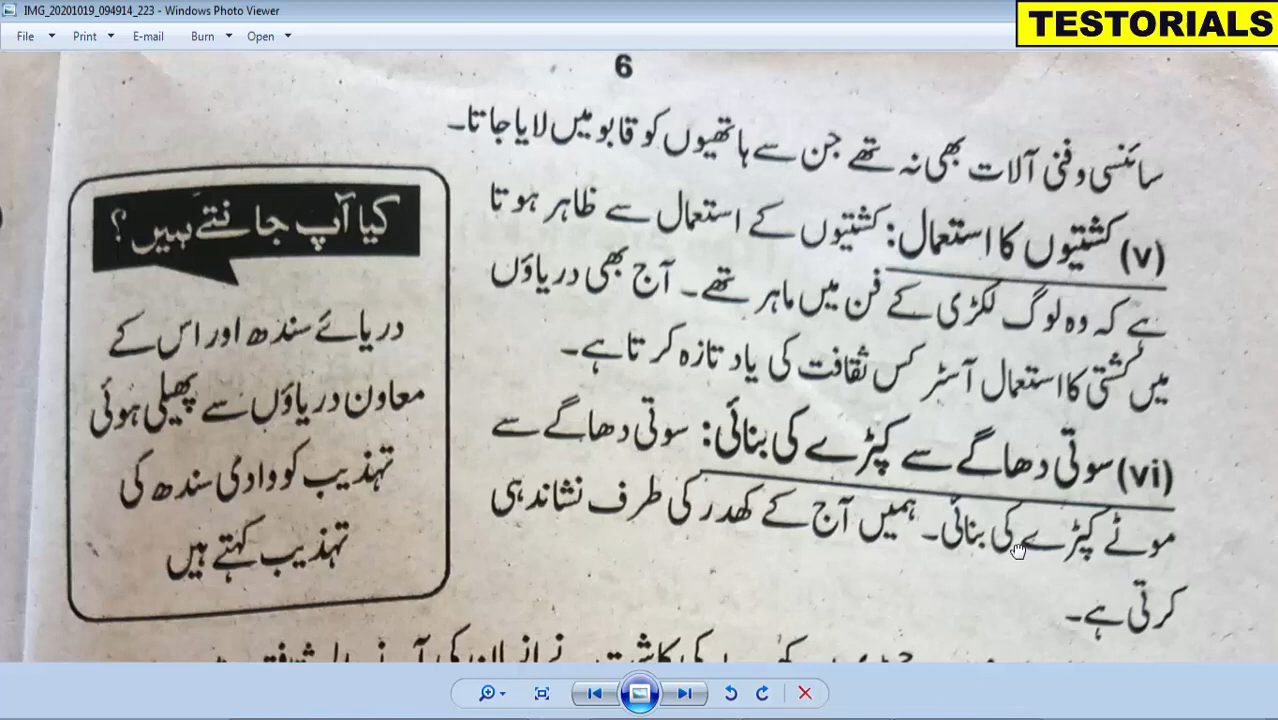 IMG_20201019_094914_223 - Windows Photo Viewer
TESTORIALS
File Print E-mail Burn Open
6
سائنسی و فنی آلات بھی نہ تھے جن سے ہاتھیوں کو قابو میں لایا جاتا۔
(v) کشتیوں کا استعمال: کشتیوں کے استعمال سے ظاہر ہوتا
ہے کہ وہ لوگ لکڑی کے فن میں ماہر تھے۔ آج بھی دریاؤں
میں کشتی کا استعمال آسٹر کس ثقافت کی یاد تازہ کرتا ہے۔
(vi) سوتی دھاگے سے کپڑے کی بنائی: سوتی دھاگے سے
موٹے کپڑے کی بنائی۔ ہمیں آج کے کھدر کی طرف نشاندہی
کرتی ہے۔
کیا آپ جانتے ہیں؟
دریائے سندھ اور اس کے
معاون دریاؤں سے پھیلی ہوئی
تہذیب کو وادی سندھ کی
تہذیب کہتے ہیں